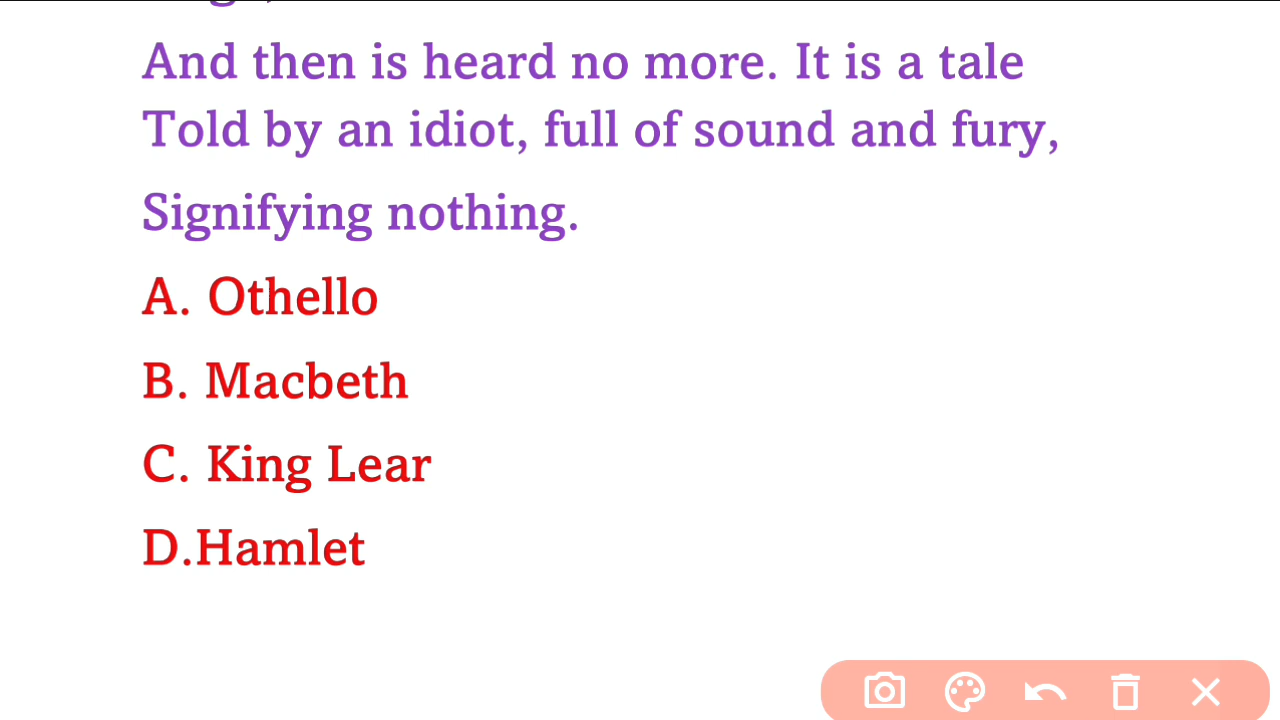 And then is heard no more. It is a tale
Told by an idiot, full of sound and fury,
Signifying nothing.
A. Othello
B. Macbeth
C. King Lear
D.Hamlet